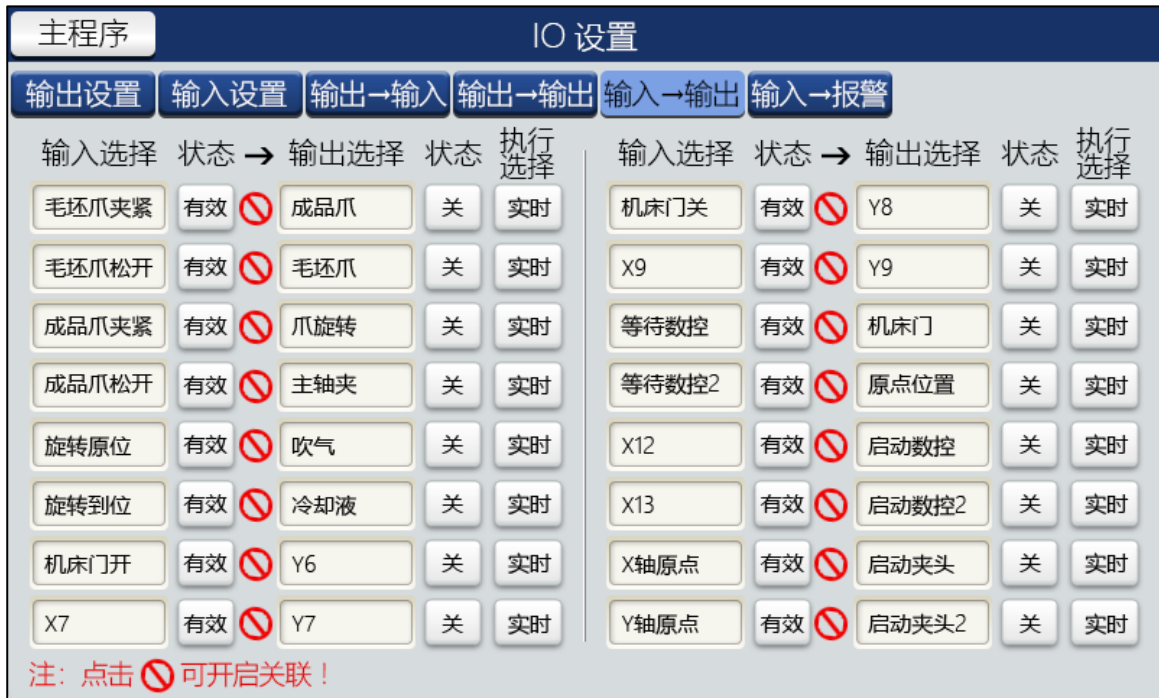 主程序 IO 设置
输出设置 输入设置 输出→输入 输出→输出 输入→输出 输入→报警
输入选择 状态 → 输出选择 状态 执行选择 输入选择 状态 → 输出选择 状态 执行选择
毛坯爪夹紧 有效 成品爪 关 实时 机床门关 有效 Y8 关 实时
毛坯爪松开 有效 毛坯爪 关 实时 X9 有效 Y9 关 实时
成品爪夹紧 有效 爪旋转 关 实时 等待数控 有效 机床门 关 实时
成品爪松开 有效 主轴夹 关 实时 等待数控2 有效 原点位置 关 实时
旋转原位 有效 吹气 关 实时 X12 有效 启动数控 关 实时
旋转到位 有效 冷却液 关 实时 X13 有效 启动数控2 关 实时
机床门开 有效 Y6 关 实时 X轴原点 有效 启动夹头 关 实时
X7 有效 Y7 关 实时 Y轴原点 有效 启动夹头2 关 实时
注: 点击 可开启关联！